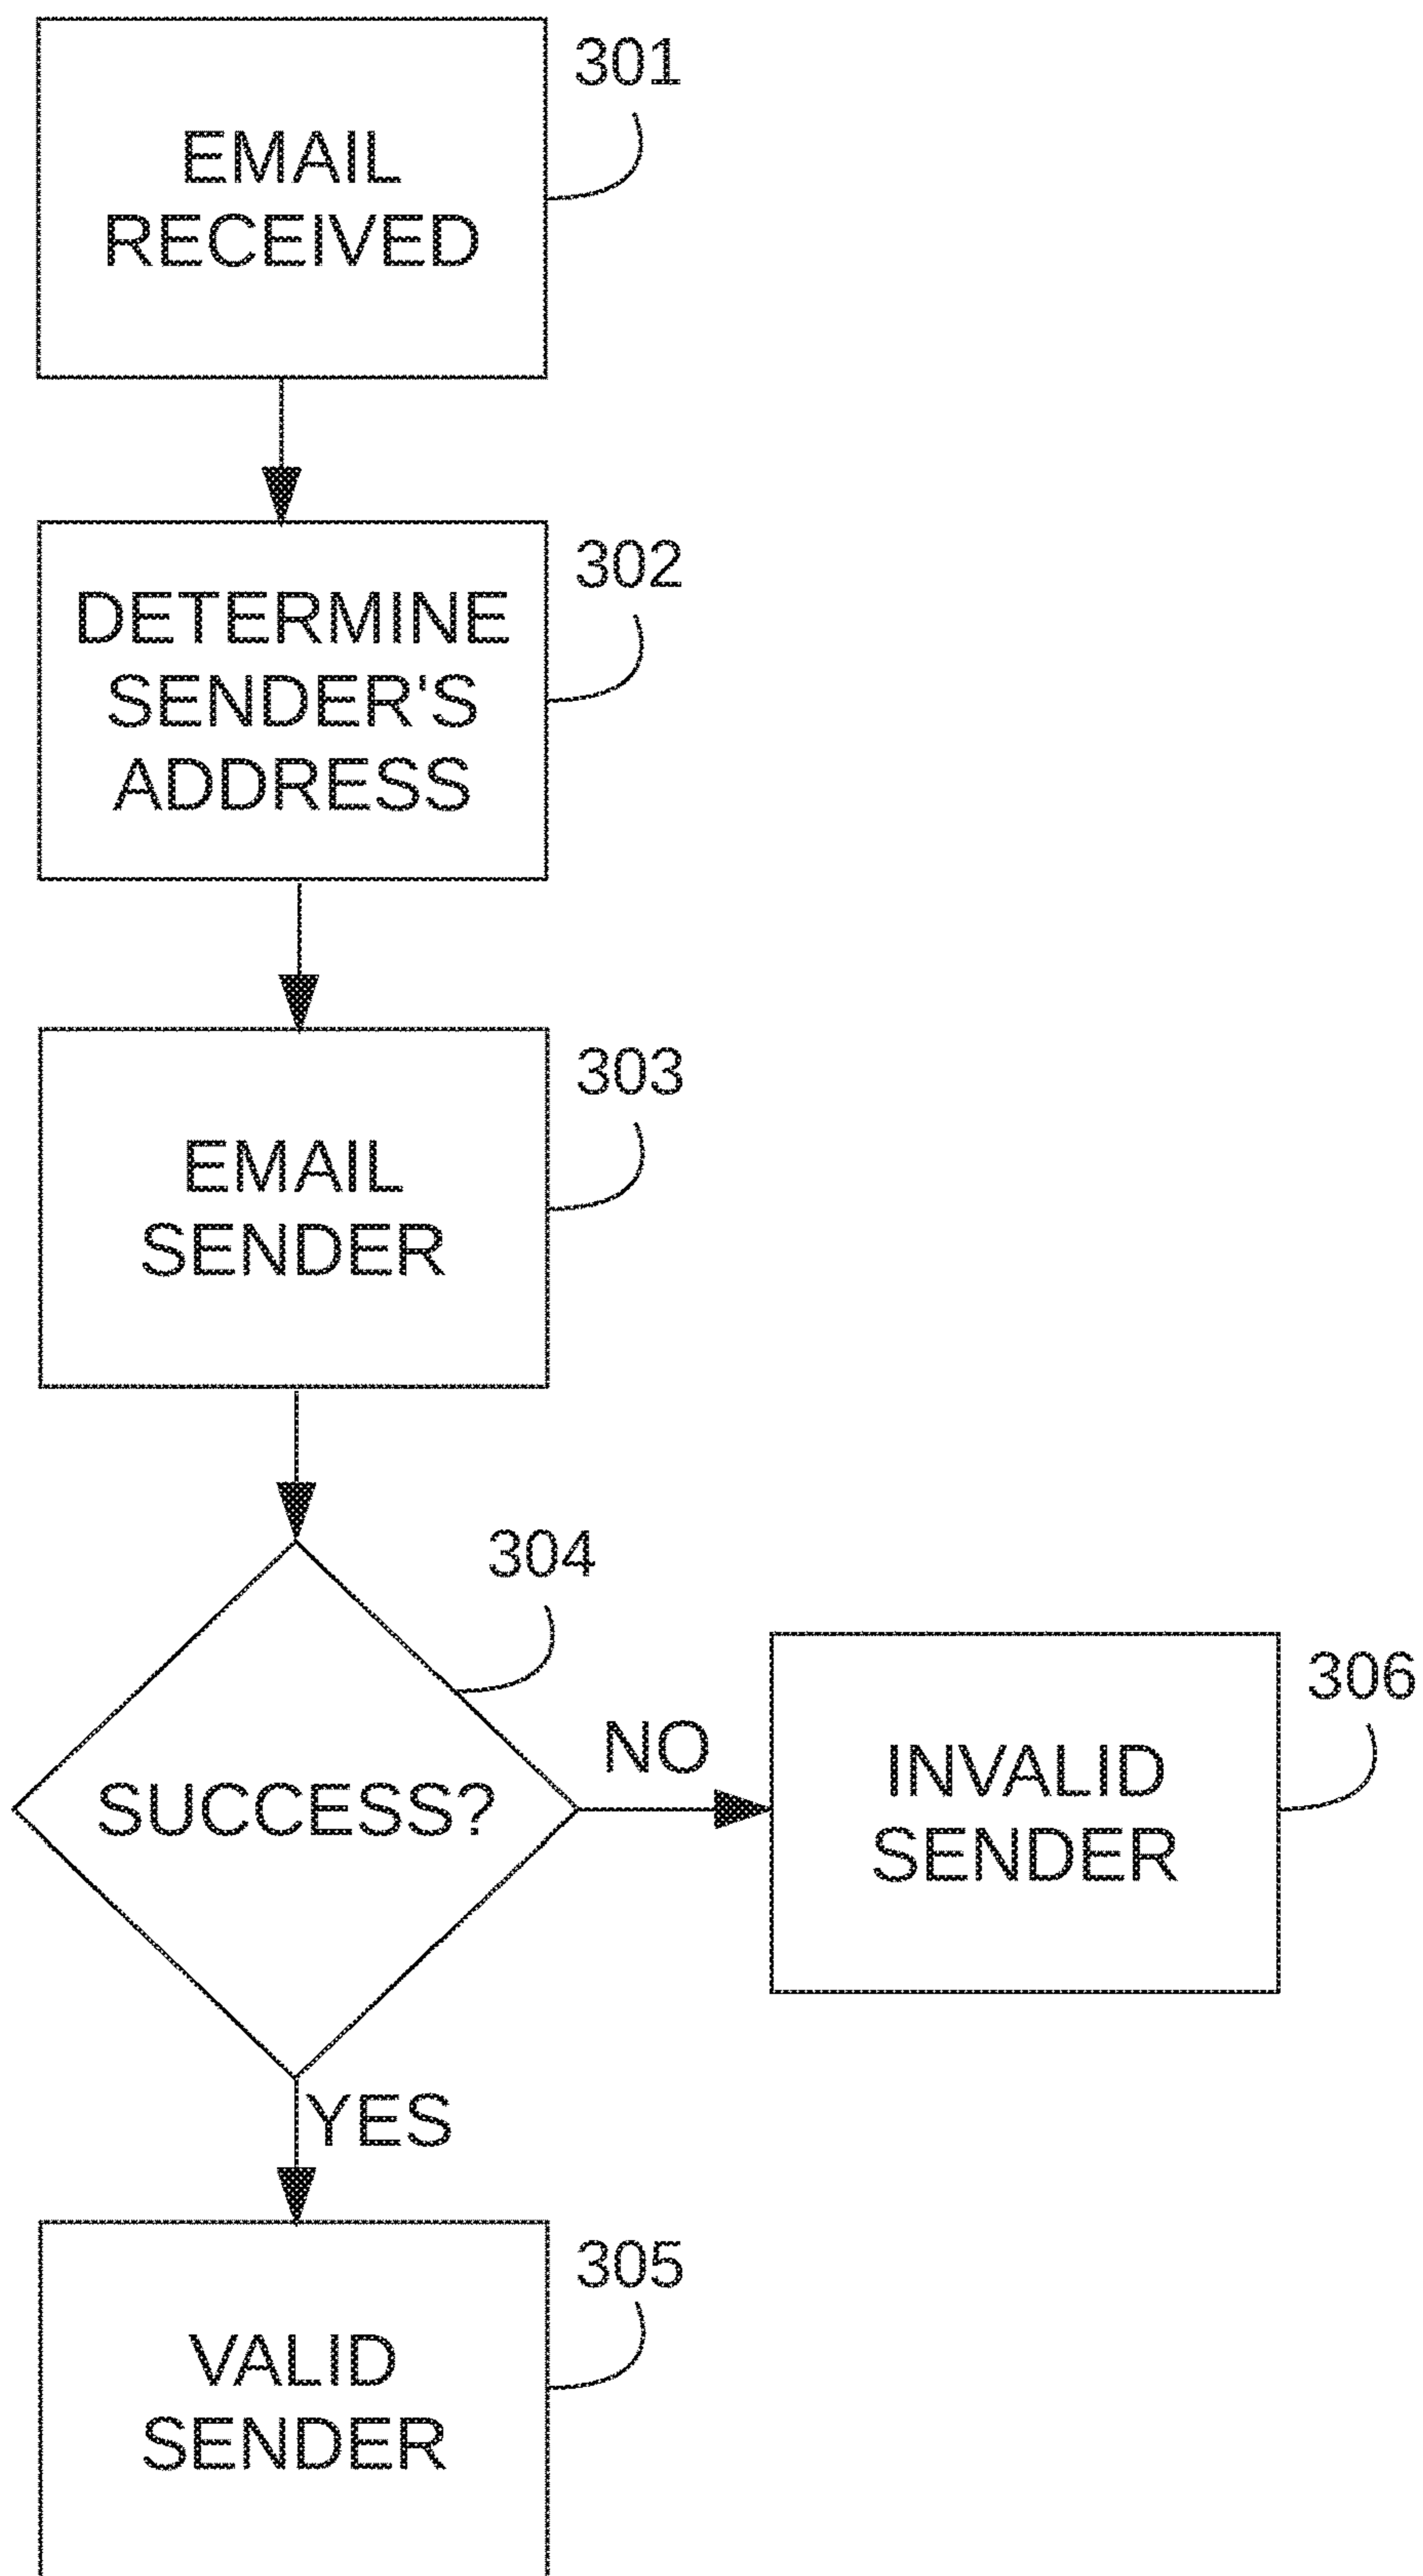 301
EMAIL
RECEIVED
302
DETERMINE
SENDER'S
ADDRESS
303
EMAIL
SENDER
304
SUCCESS?
NO
306
INVALID
SENDER
YES
305
VALID
SENDER